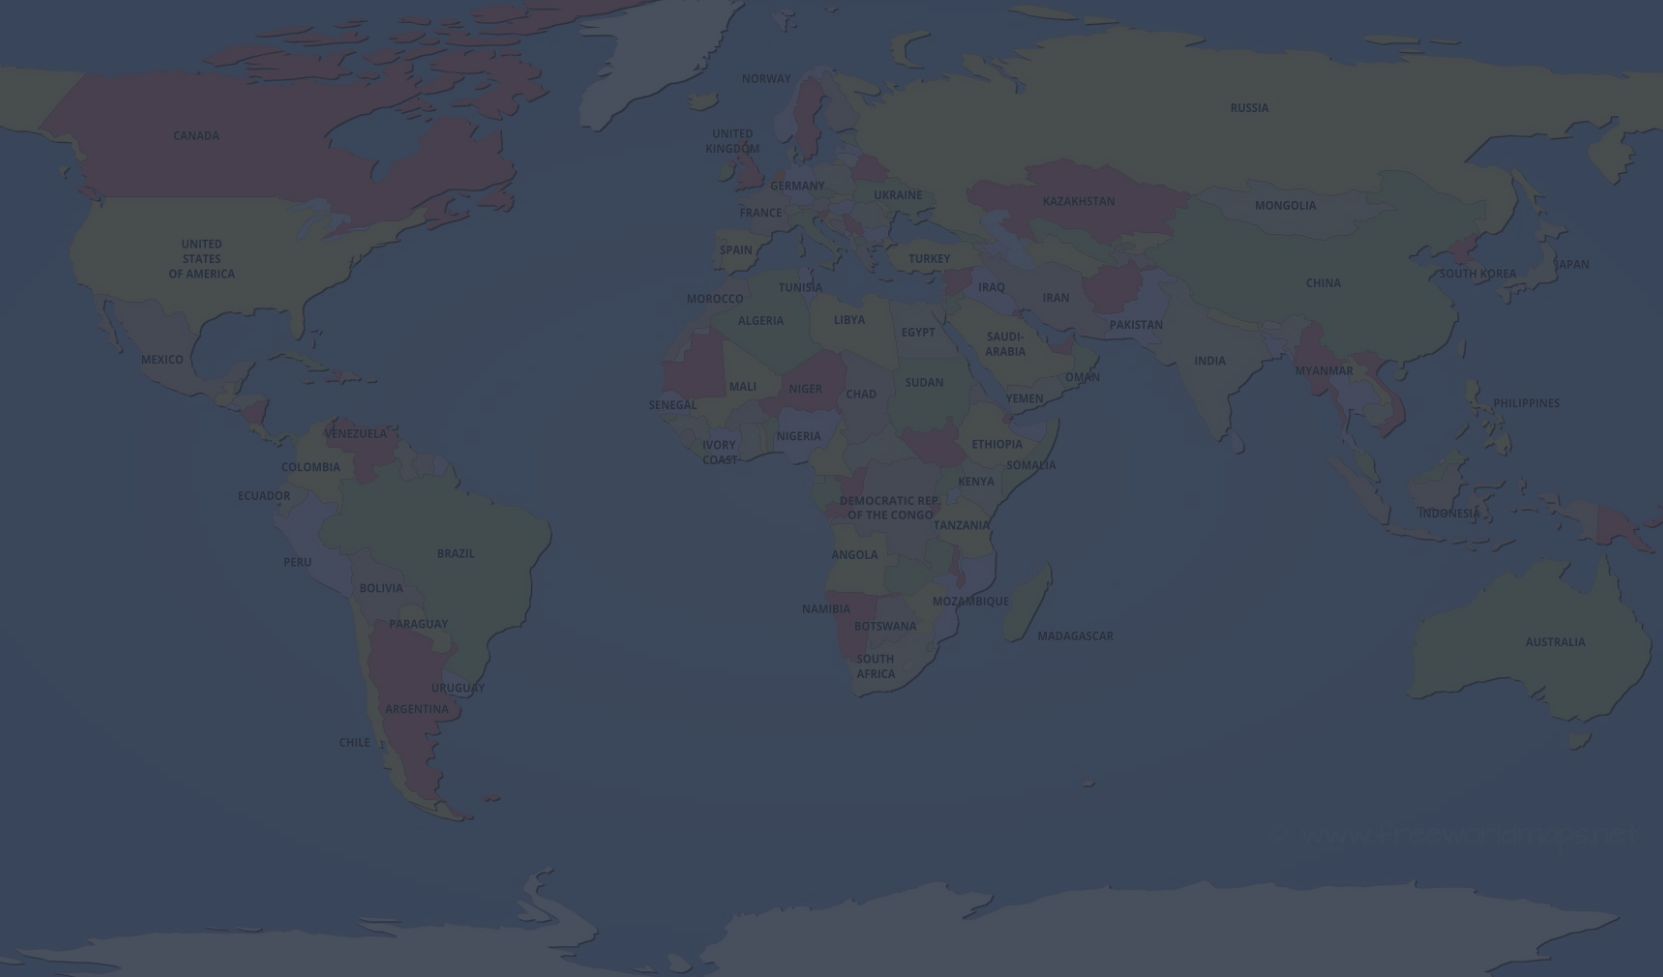 NORWAY
RUSSIA
UNITED
KINGDOM
CANADA
GERMANY
UKRAINE
KAZAKHSTAN
MONGOLIA
FRANCE
UNITED
STATES
OF AMERICA
SPAIN
TURKEY
JAPAN
SOUTH KOREA
CHINA
TUNISIA
IRAQ
IRAN
MOROCCO
ALGERIA
LIBYA
EGYPT
PAKISTAN
SAUDI-
ARABIA
MEXICO
INDIA
MYANMAR
OMAN
MALI
NIGER
CHAD
SUDAN
YEMEN
SENEGAL
PHILIPPINES
VENEZUELA
NIGERIA
IVORY
COAST
ETHIOPIA
COLOMBIA
SOMALIA
KENYA
ECUADOR
DEMOCRATIC REP.
OF THE CONGO
INDONESIA
TANZANIA
BRAZIL
ANGOLA
PERU
BOLIVIA
MOZAMBIQUE
NAMIBIA
PARAGUAY
BOTSWANA
MADAGASCAR
AUSTRALIA
SOUTH
AFRICA
URUGUAY
ARGENTINA
CHILE
© www.freeworldmaps.net